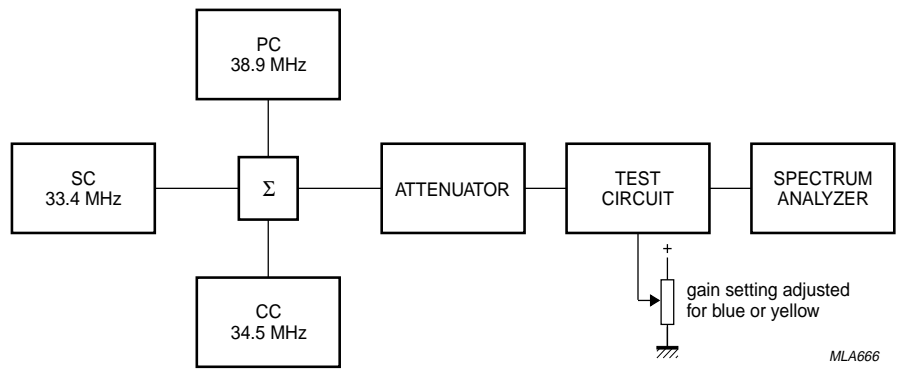 PC
38.9 MHz
SC
33.4 MHz
Σ
ATTENUATOR
TEST
CIRCUIT
SPECTRUM
ANALYZER
CC
34.5 MHz
+
gain setting adjusted
for blue or yellow
MLA666